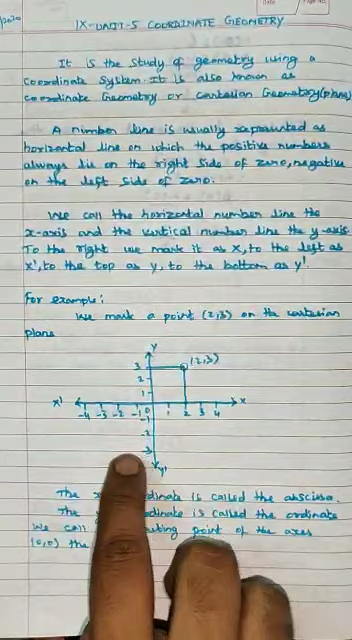 2020
Date
Page No.
IX-UNIT-5 COORDINATE GEOMETRY
It is the study of geometry using a
coordinate system. It is also known as
coordinate Geometry or cartesian Geometry(plane)
A number line is usually represented as
horizontal line on which the positive numbers
always lie on the right side of zero, negative
on the left side of zero.
We call the horizontal number line the
x-axis and the vertical number line the y-axis.
To the right we mark it as x, to the left as
x', to the top as y, to the bottom as y'.
For example:
We mark a point (2,3) on the cartesian
plane
Y
3 (2,3)
2
1
X' -4 -3 -2 -1 0 1 2 3 4 X
-1
-2
-3
Y'
The x dinate is called the abscissa.
The dinate is called the ordinate
We call point of the axes
(0,0) the